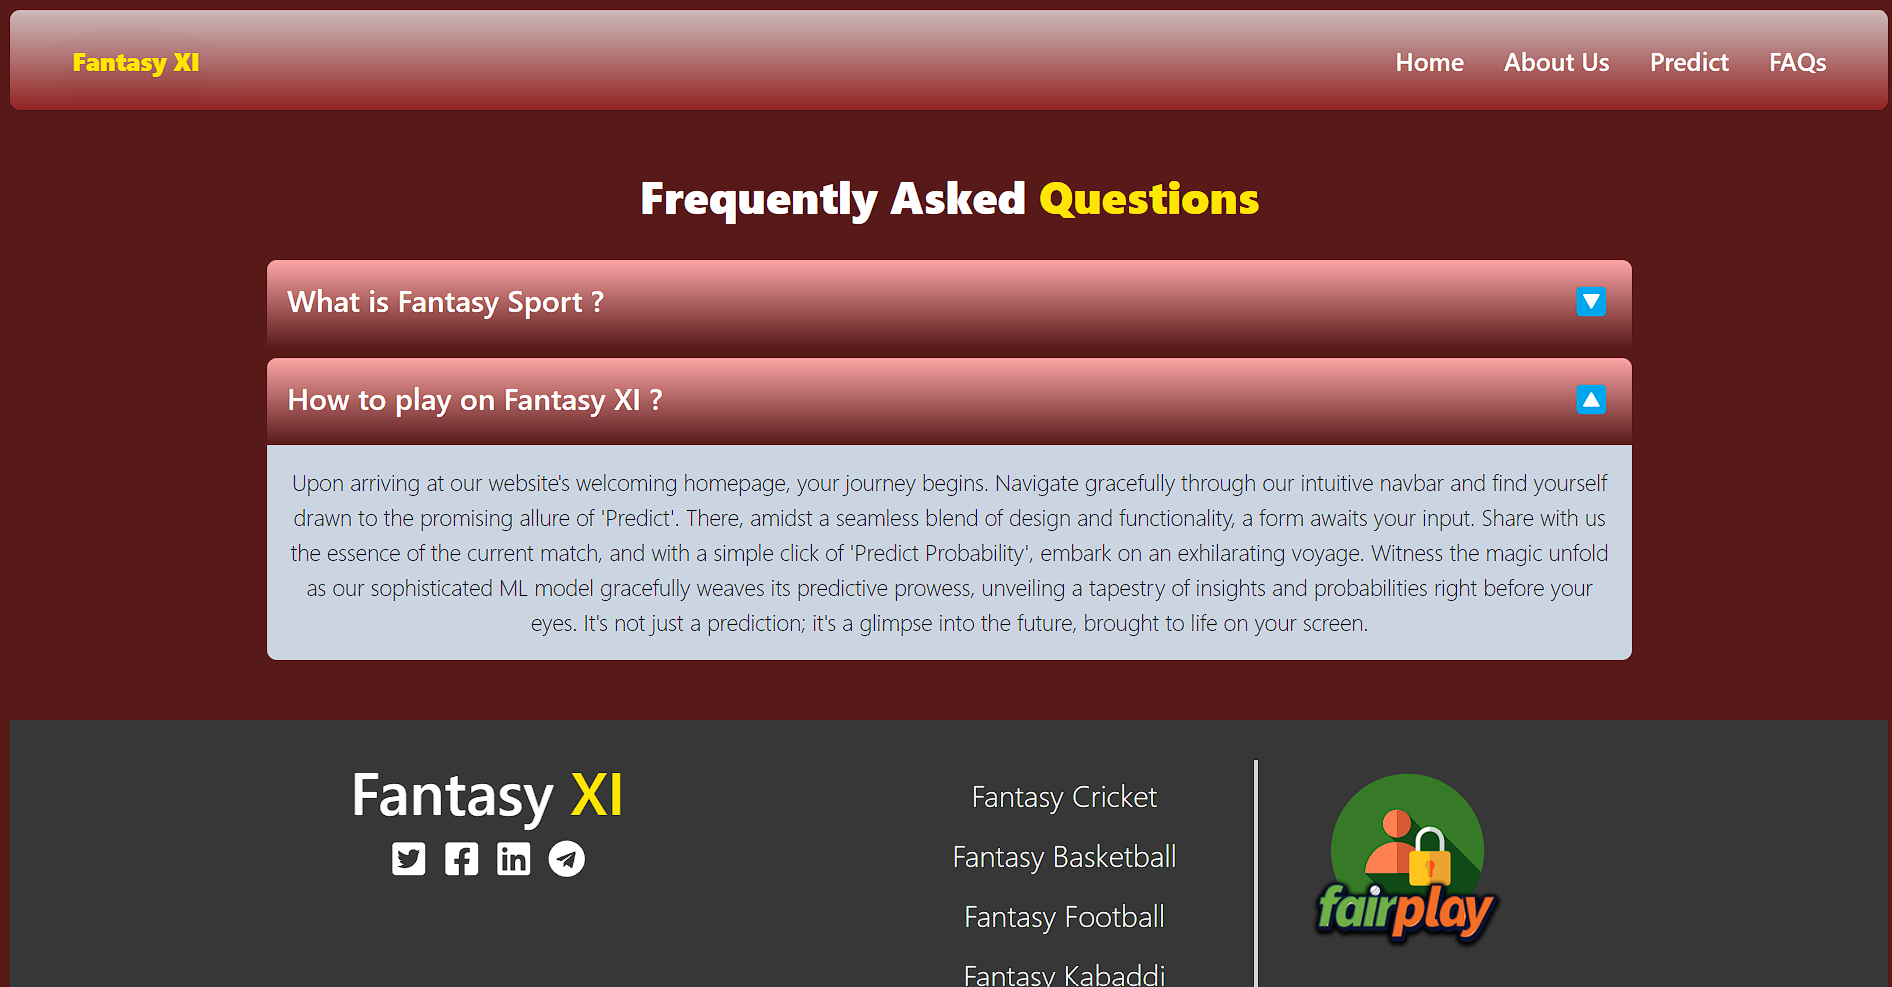 Fantasy XI
Home
About Us
Predict
FAQs
Frequently Asked Questions
What is Fantasy Sport ?
How to play on Fantasy XI ?
Upon arriving at our website's welcoming homepage, your journey begins. Navigate gracefully through our intuitive navbar and find yourself
drawn to the promising allure of 'Predict'. There, amidst a seamless blend of design and functionality, a form awaits your input. Share with us
the essence of the current match, and with a simple click of 'Predict Probability', embark on an exhilarating voyage. Witness the magic unfold
as our sophisticated ML model gracefully weaves its predictive prowess, unveiling a tapestry of insights and probabilities right before your
eyes. It's not just a prediction; it's a glimpse into the future, brought to life on your screen.
Fantasy XI
Fantasy Cricket
Fantasy Basketball
Fantasy Football
Fantasy Kabaddi
fairplay